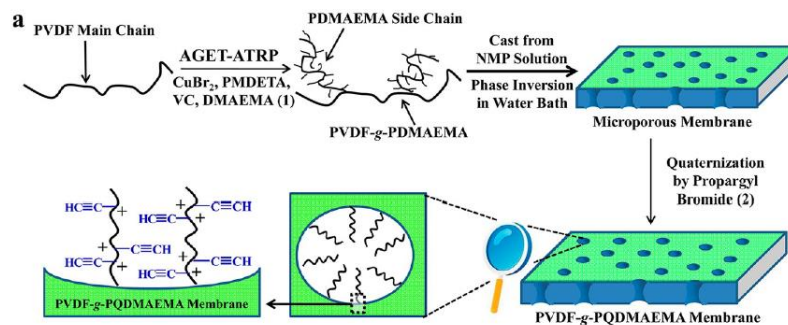 a
PVDF Main Chain
AGET-ATRP
CuBr₂, PMDETA,
VC, DMAEMA (1)
PDMAEMA Side Chain
PVDF-g-PDMAEMA
Cast from
NMP Solution
Phase Inversion
in Water Bath
Microporous Membrane
Quaternization
by Propargyl
Bromide (2)
HC≡C + + C≡CH
HC≡C +
+ C≡CH + C≡CH
HC≡C + +
PVDF-g-PQDMAEMA Membrane
PVDF-g-PQDMAEMA Membrane